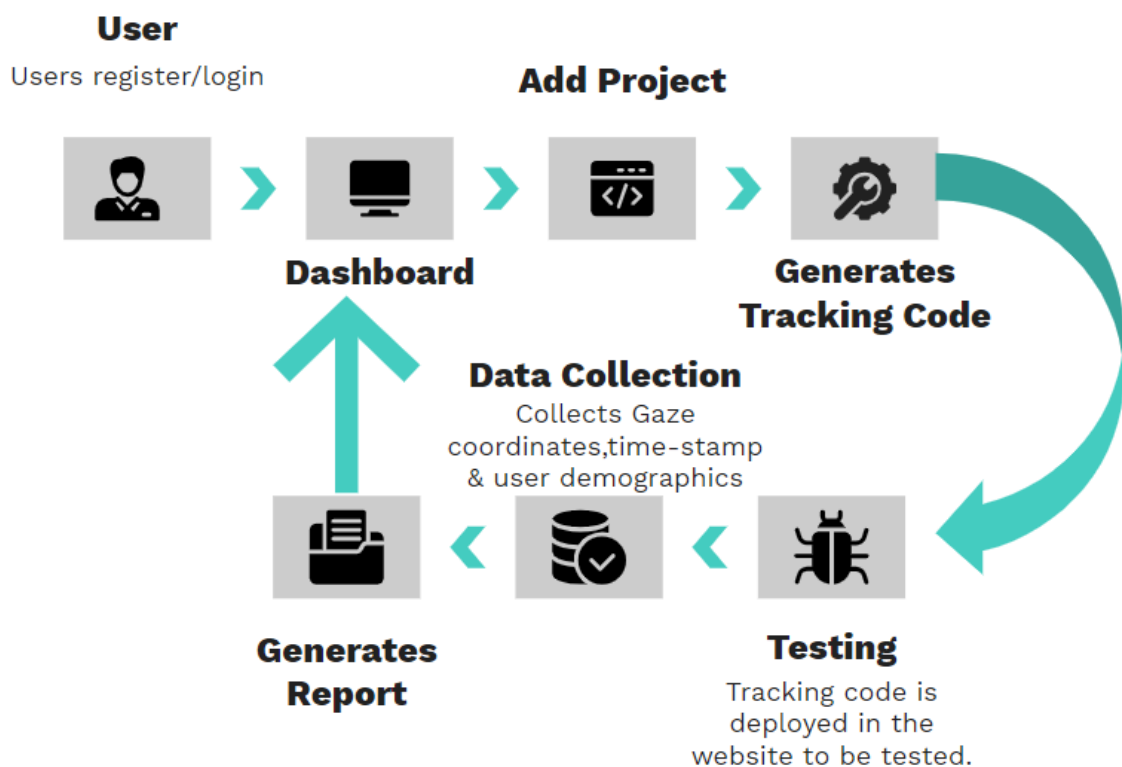 User
Users register/login
Add Project
</>
Dashboard
Generates
Tracking Code
Data Collection
Collects Gaze
coordinates,time-stamp
& user demographics
Generates
Report
Testing
Tracking code is
deployed in the
website to be tested.